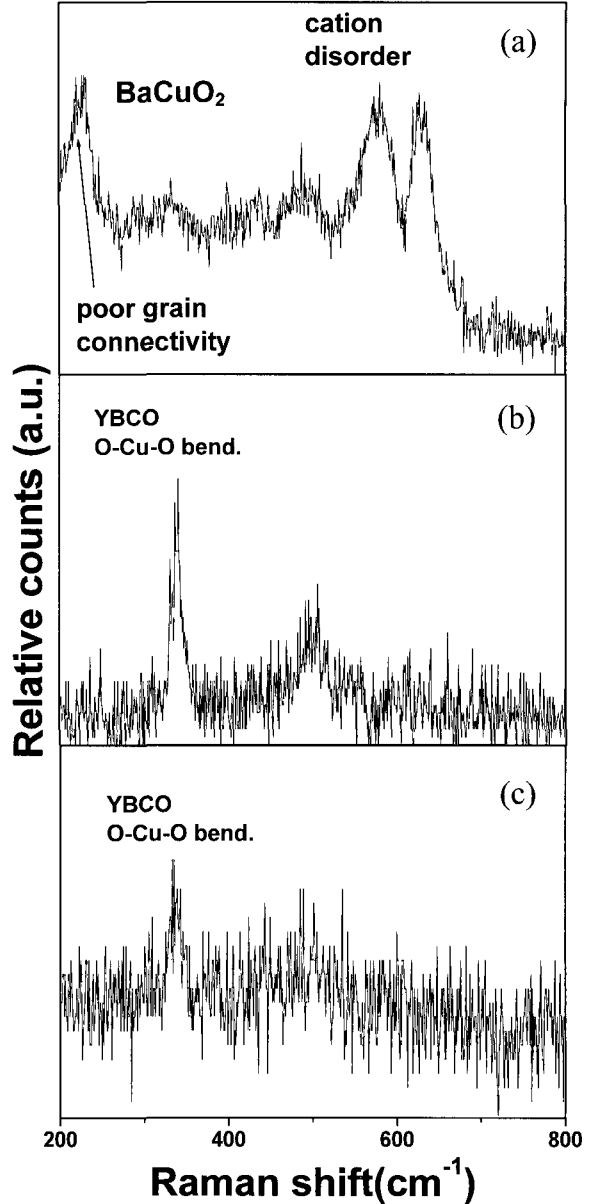 cation
disorder
(a)
BaCuO₂
poor grain
connectivity
Relative counts (a.u.)
YBCO
O-Cu-O bend.
(b)
YBCO
O-Cu-O bend.
(c)
200
400
600
800
Raman shift(cm⁻¹)